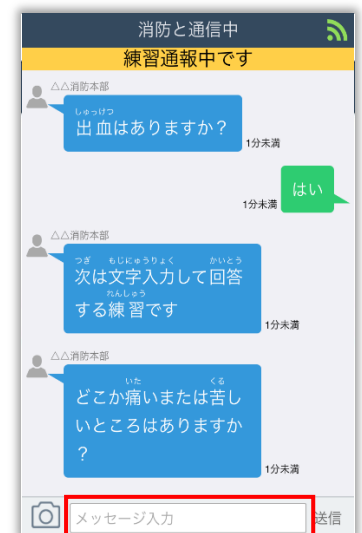 消防と通信中
練習通報中です
△△消防本部
しゅっけつ
出血はありますか？
1分未満
はい
1分未満
△△消防本部
つぎ もじにゅうりょく かいとう
次は文字入力して回答
れんしゅう
する練習です
1分未満
△△消防本部
いた くる
どこか痛いまたは苦し
いところはありますか
？
1分未満
メッセージ入力 送信